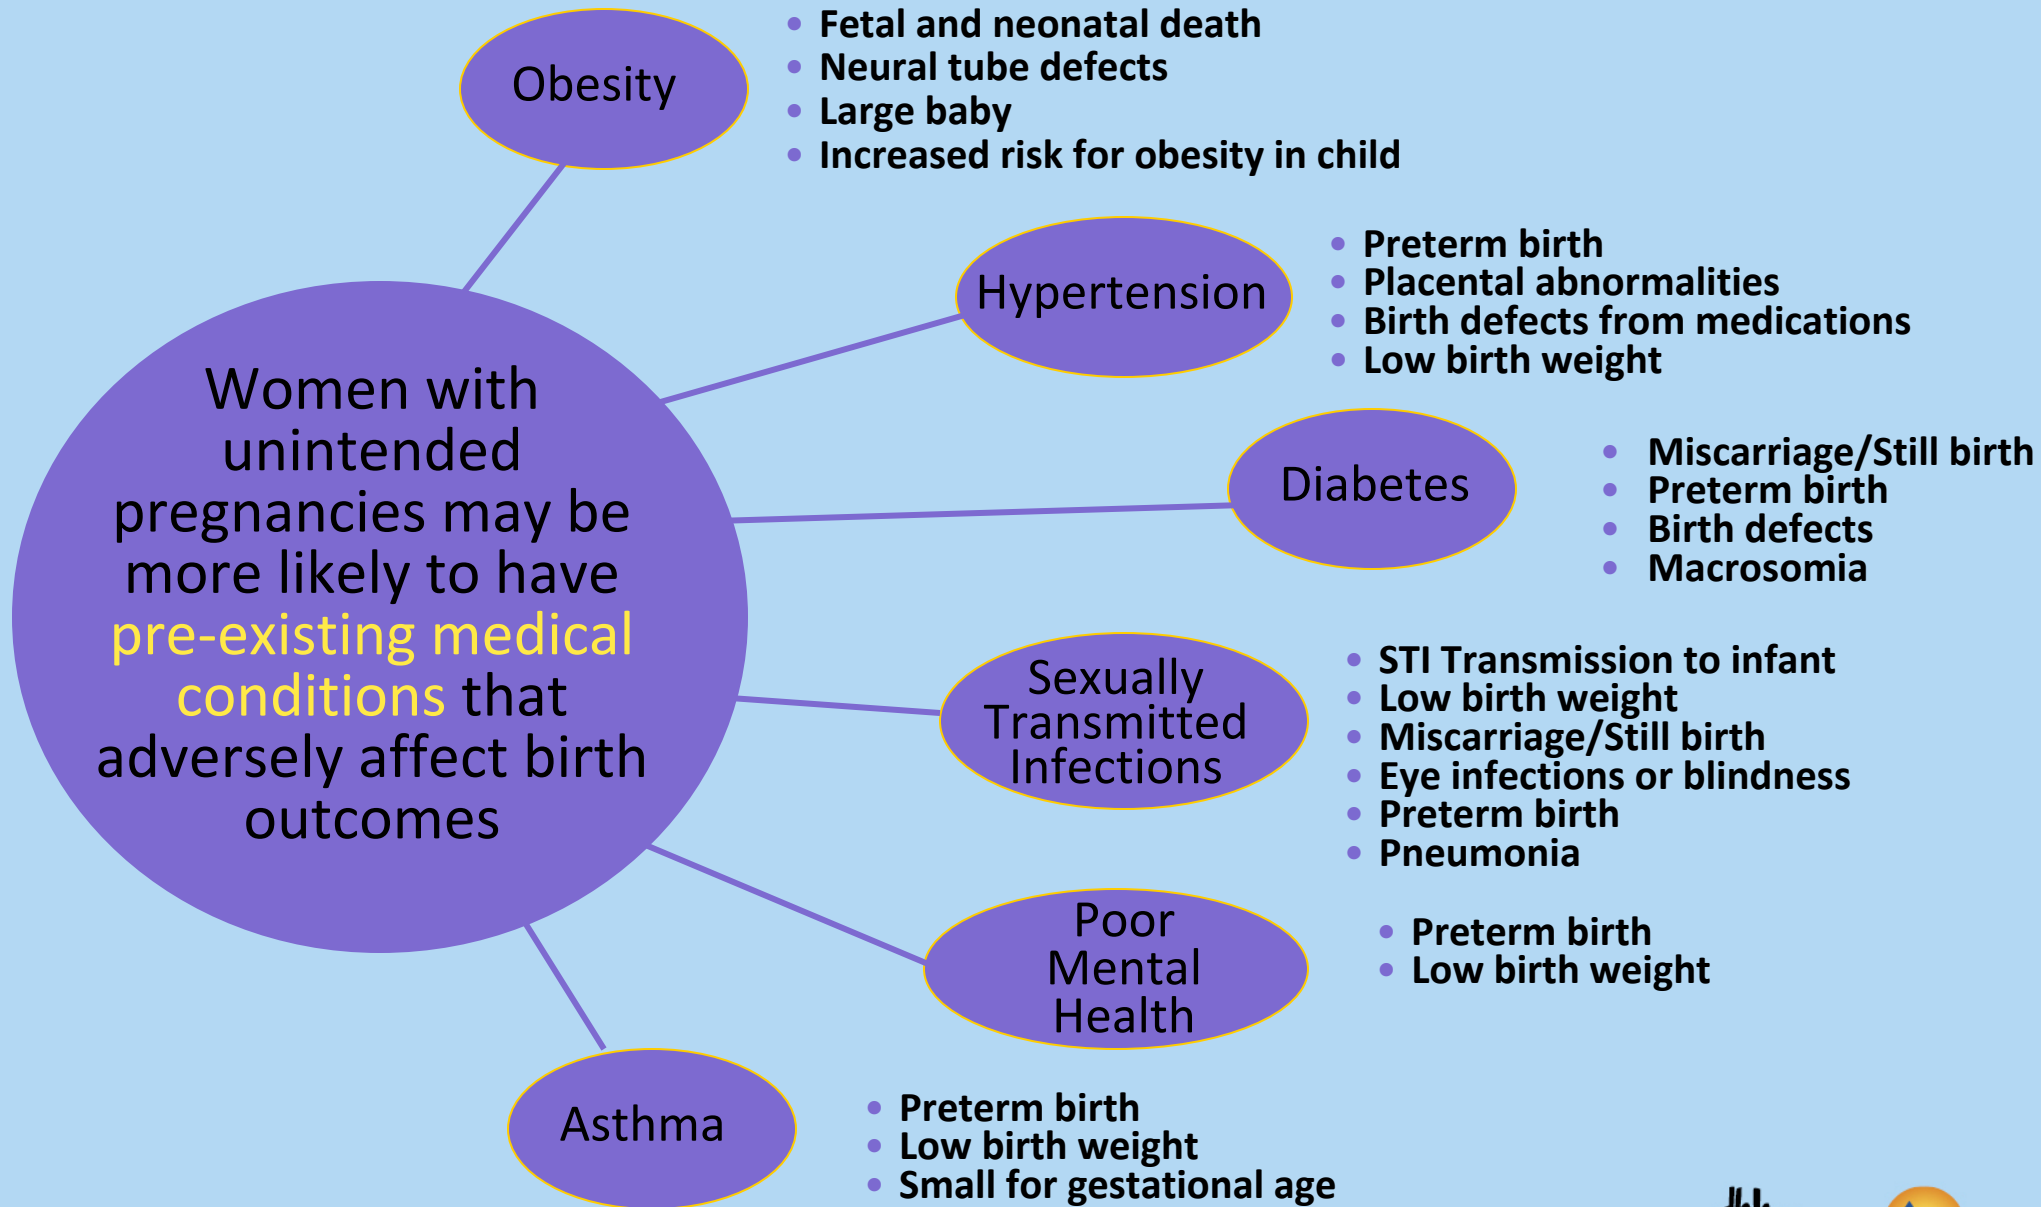 Obesity
• Fetal and neonatal death
• Neural tube defects
• Large baby
• Increased risk for obesity in child
Hypertension
• Preterm birth
• Placental abnormalities
• Birth defects from medications
• Low birth weight
Women with
unintended
pregnancies may be
more likely to have
pre-existing medical
conditions that
adversely affect birth
outcomes
Diabetes
• Miscarriage/Still birth
• Preterm birth
• Birth defects
• Macrosomia
Sexually
Transmitted
Infections
• STI Transmission to infant
• Low birth weight
• Miscarriage/Still birth
• Eye infections or blindness
• Preterm birth
• Pneumonia
Poor
Mental
Health
• Preterm birth
• Low birth weight
Asthma
• Preterm birth
• Low birth weight
• Small for gestational age